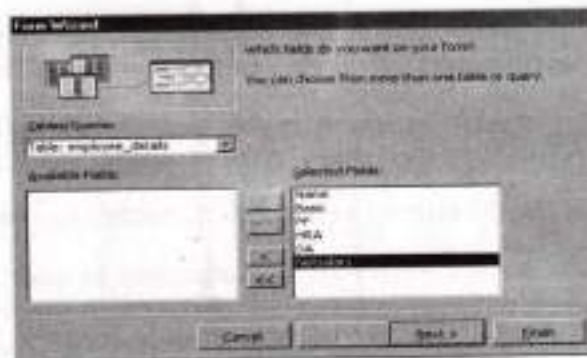 Form Wizard
Which fields do you want on your form?
You can choose from more than one table or query.
Tables/Queries
Table: employee_details
Available Fields:
Selected Fields:
Name
Basic
PF
HRA
DA
<
<<
Cancel
Next >
Finish